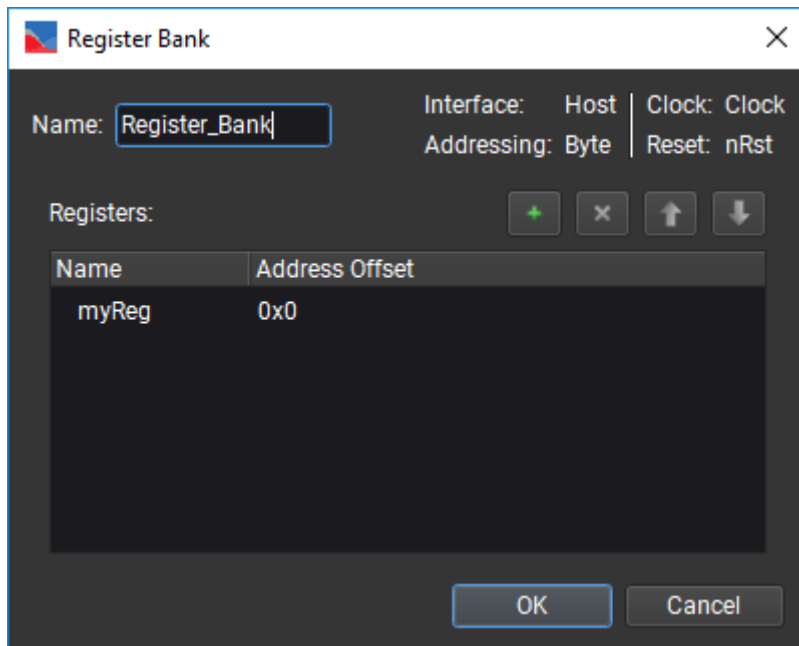 Register Bank
Name: Register_Bank
Interface: Host Clock: Clock
Addressing: Byte Reset: nRst
Registers:
Name Address Offset
myReg 0x0
OK Cancel